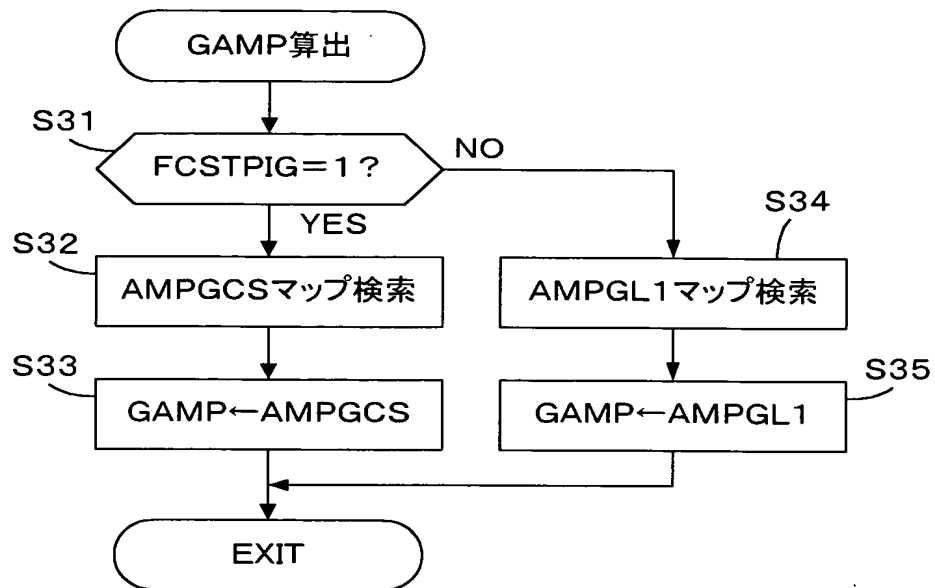 GAMP算出
S31
FCSTPIG=1?
NO
YES
S32
AMPGCSマップ検索
S34
AMPGL1マップ検索
S33
GAMP←AMPGCS
S35
GAMP←AMPGL1
EXIT